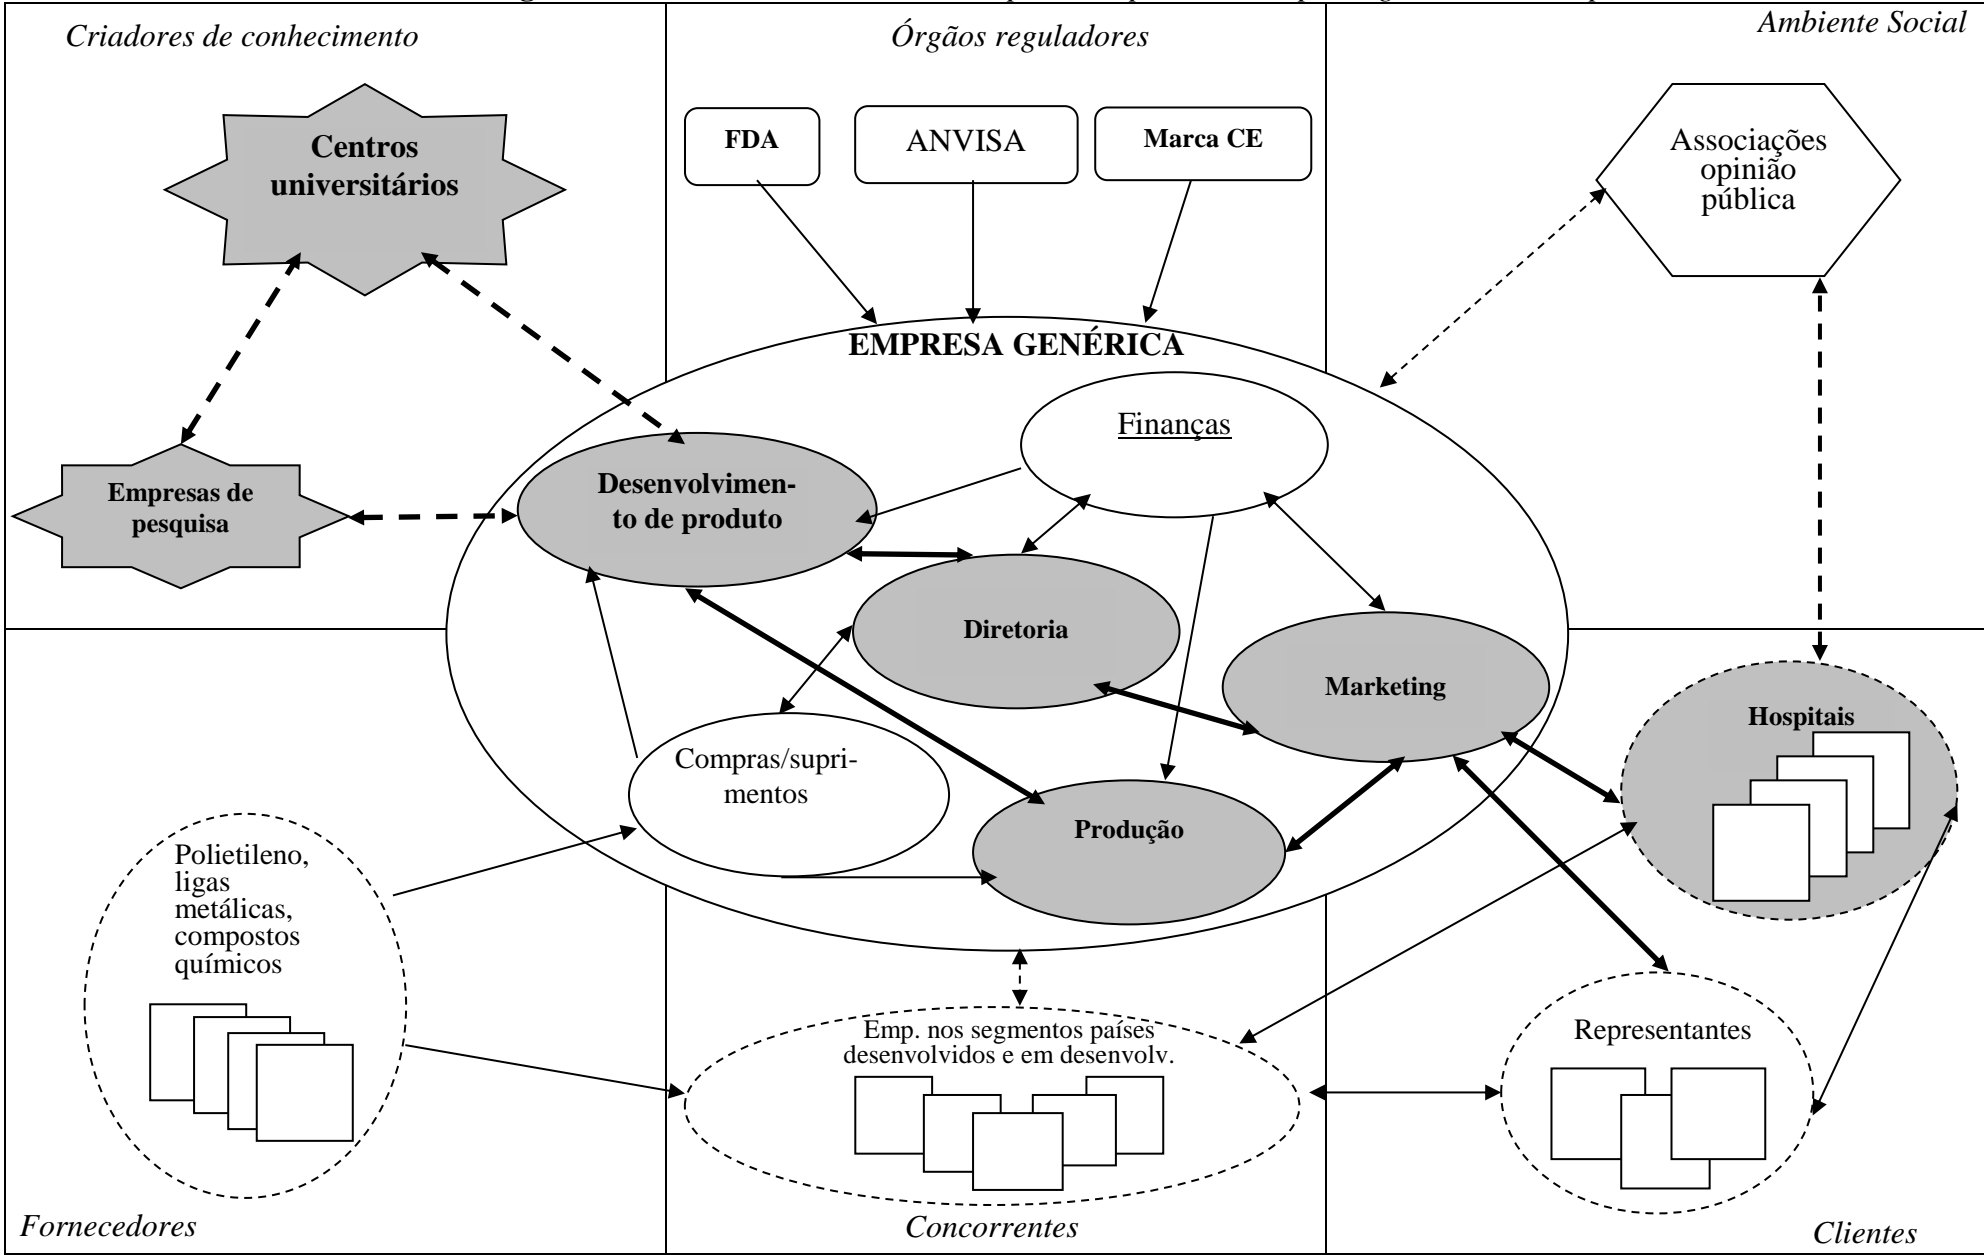 Criadores de conhecimento
Órgãos reguladores
Ambiente Social
Centros
universitários
FDA
ANVISA
Marca CE
Associações
opinião
pública
EMPRESA GENÉRICA
Finanças
Desenvolvimen-
to de produto
Empresas de
pesquisa
Diretoria
Marketing
Hospitais
Compras/supri-
mentos
Produção
Polietileno,
ligas
metálicas,
compostos
químicos
Emp. nos segmentos países
desenvolvidos e em desenvolv.
Representantes
Fornecedores
Concorrentes
Clientes